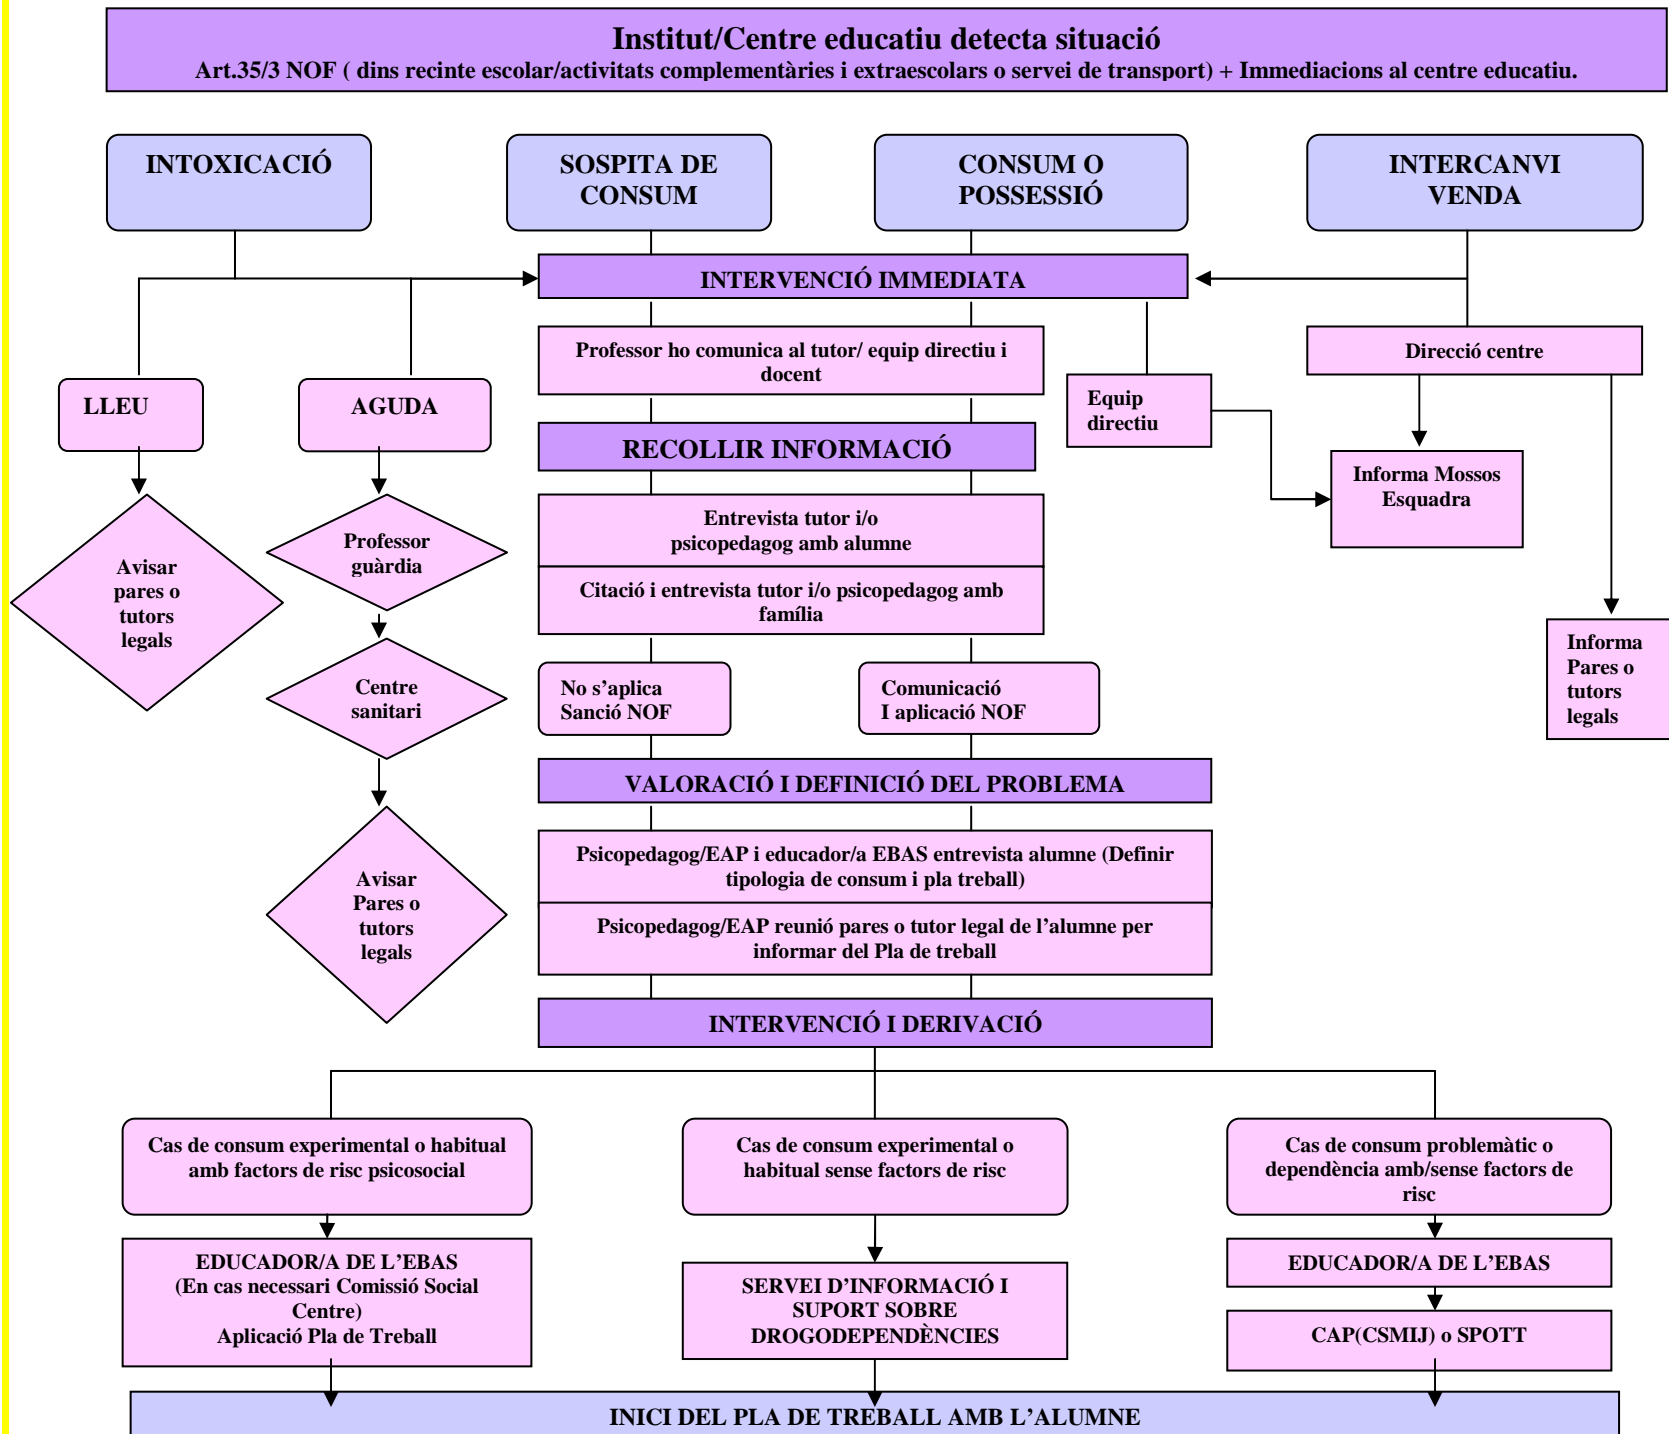 Institut/Centre educatiu detecta situació
Art.35/3 NOF ( dins recinte escolar/activitats complementàries i extraescolars o servei de transport) + Immediacions al centre educatiu.
INTOXICACIÓ
SOSPITA DE
CONSUM
CONSUM O
POSSESSIÓ
INTERCANVI
VENDA
INTERVENCIÓ IMMEDIATA
Professor ho comunica al tutor/ equip directiu i
docent
Direcció centre
LLEU
AGUDA
Equip
directiu
RECOLLIR INFORMACIÓ
Informa Mossos
Esquadra
Entrevista tutor i/o
psicopedagog amb alumne
Professor
guàrdia
Avisar
pares o
tutors
legals
Citació i entrevista tutor i/o psicopedagog amb
família
Informa
Pares o
tutors
legals
Centre
sanitari
No s’aplica
Sanció NOF
Comunicació
I aplicació NOF
VALORACIÓ I DEFINICIÓ DEL PROBLEMA
Psicopedagog/EAP i educador/a EBAS entrevista alumne (Definir
tipologia de consum i pla treball)
Avisar
Pares o
tutors
legals
Psicopedagog/EAP reunió pares o tutor legal de l’alumne per
informar del Pla de treball
INTERVENCIÓ I DERIVACIÓ
Cas de consum experimental o habitual
amb factors de risc psicosocial
Cas de consum experimental o
habitual sense factors de risc
Cas de consum problemàtic o
dependència amb/sense factors de
risc
EDUCADOR/A DE L’EBAS
(En cas necessari Comissió Social
Centre)
Aplicació Pla de Treball
SERVEI D’INFORMACIÓ I
SUPORT SOBRE
DROGODEPENDÈNCIES
EDUCADOR/A DE L’EBAS
CAP(CSMIJ) o SPOTT
INICI DEL PLA DE TREBALL AMB L’ALUMNE